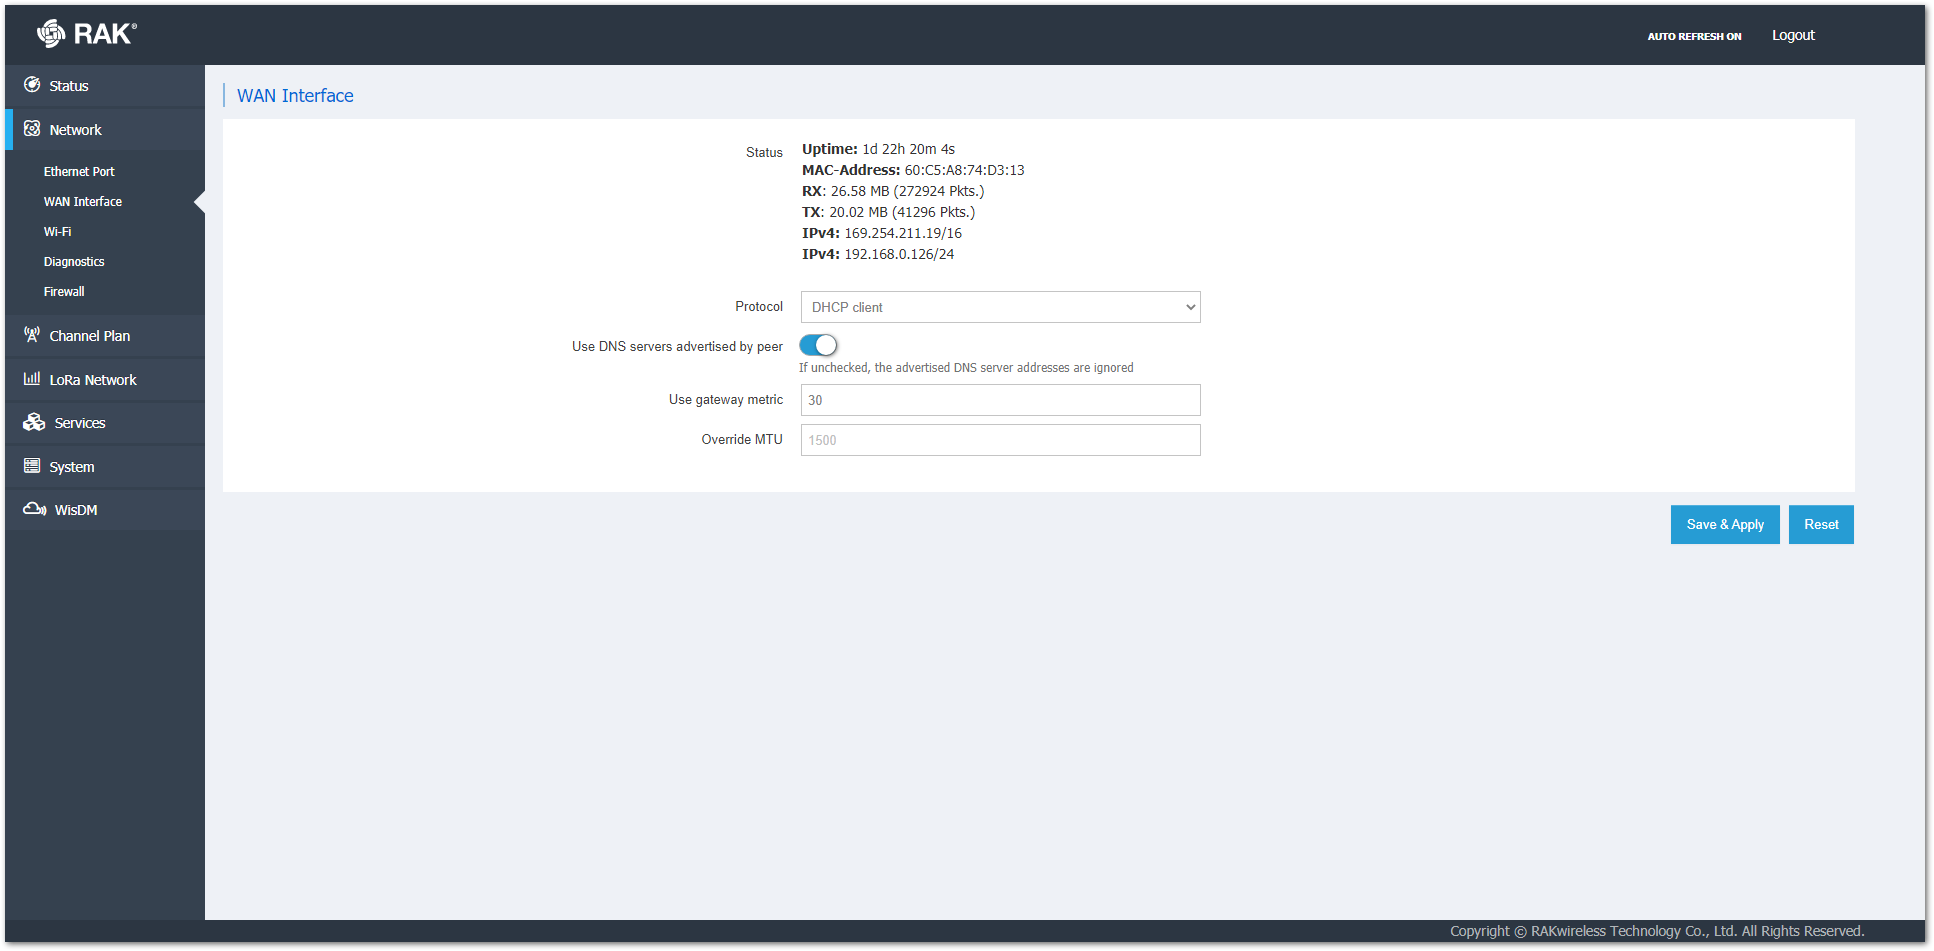 RAK®
AUTO REFRESH ON
Logout
Status
Network
Ethernet Port
WAN Interface
Wi-Fi
Diagnostics
Firewall
Channel Plan
LoRa Network
Services
System
WisDM
WAN Interface
Status
Uptime: 1d 22h 20m 4s
MAC-Address: 60:C5:A8:74:D3:13
RX: 26.58 MB (272924 Pkts.)
TX: 20.02 MB (41296 Pkts.)
IPv4: 169.254.211.19/16
IPv4: 192.168.0.126/24
Protocol
DHCP client
Use DNS servers advertised by peer
If unchecked, the advertised DNS server addresses are ignored
Use gateway metric
30
Override MTU
1500
Save & Apply
Reset
Copyright © RAKwireless Technology Co., Ltd. All Rights Reserved.